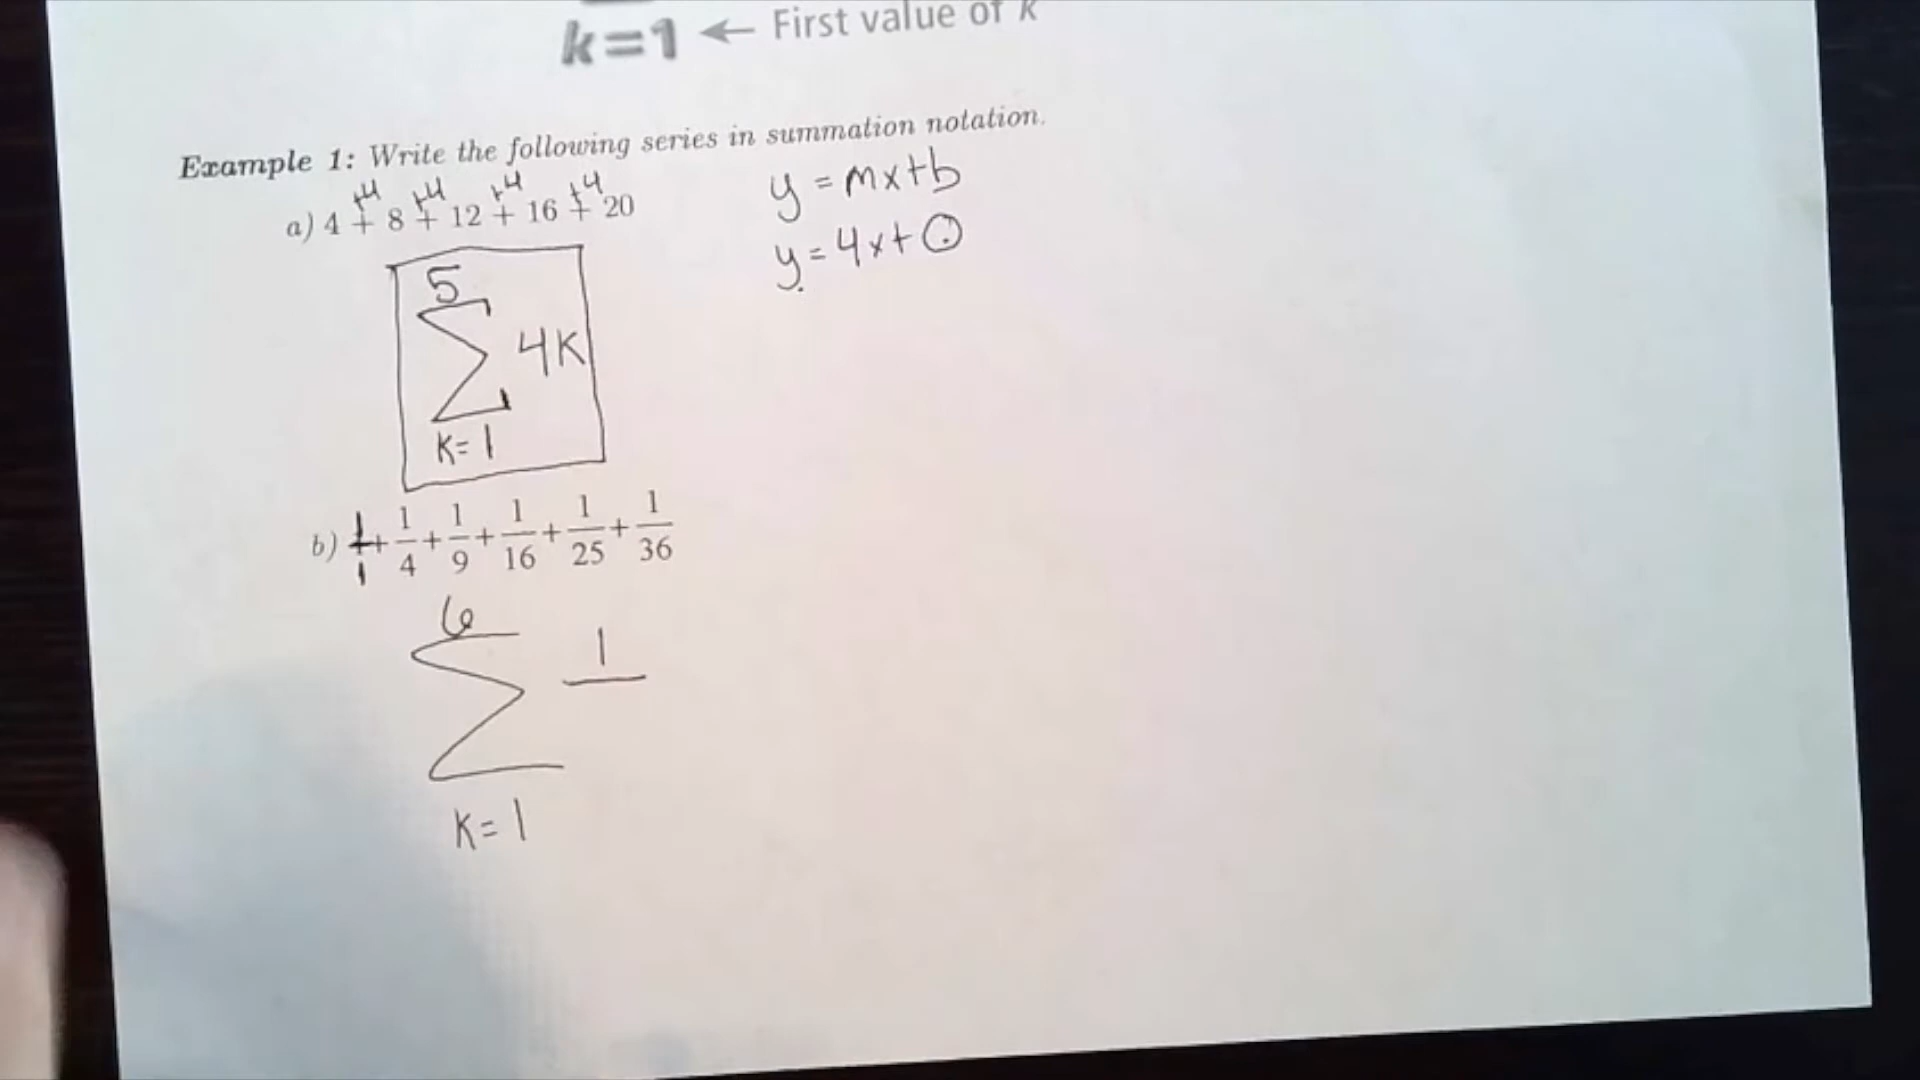 k=1 ← First value of k
Example 1: Write the following series in summation notation.
+4 +4 +4 +4
a) 4 + 8 + 12 + 16 + 20
y = mx+b
y = 4x+0
5
∑ 4K
K=1
b) 1/1 + 1/4 + 1/9 + 1/16 + 1/25 + 1/36
6
∑ 1
K=1